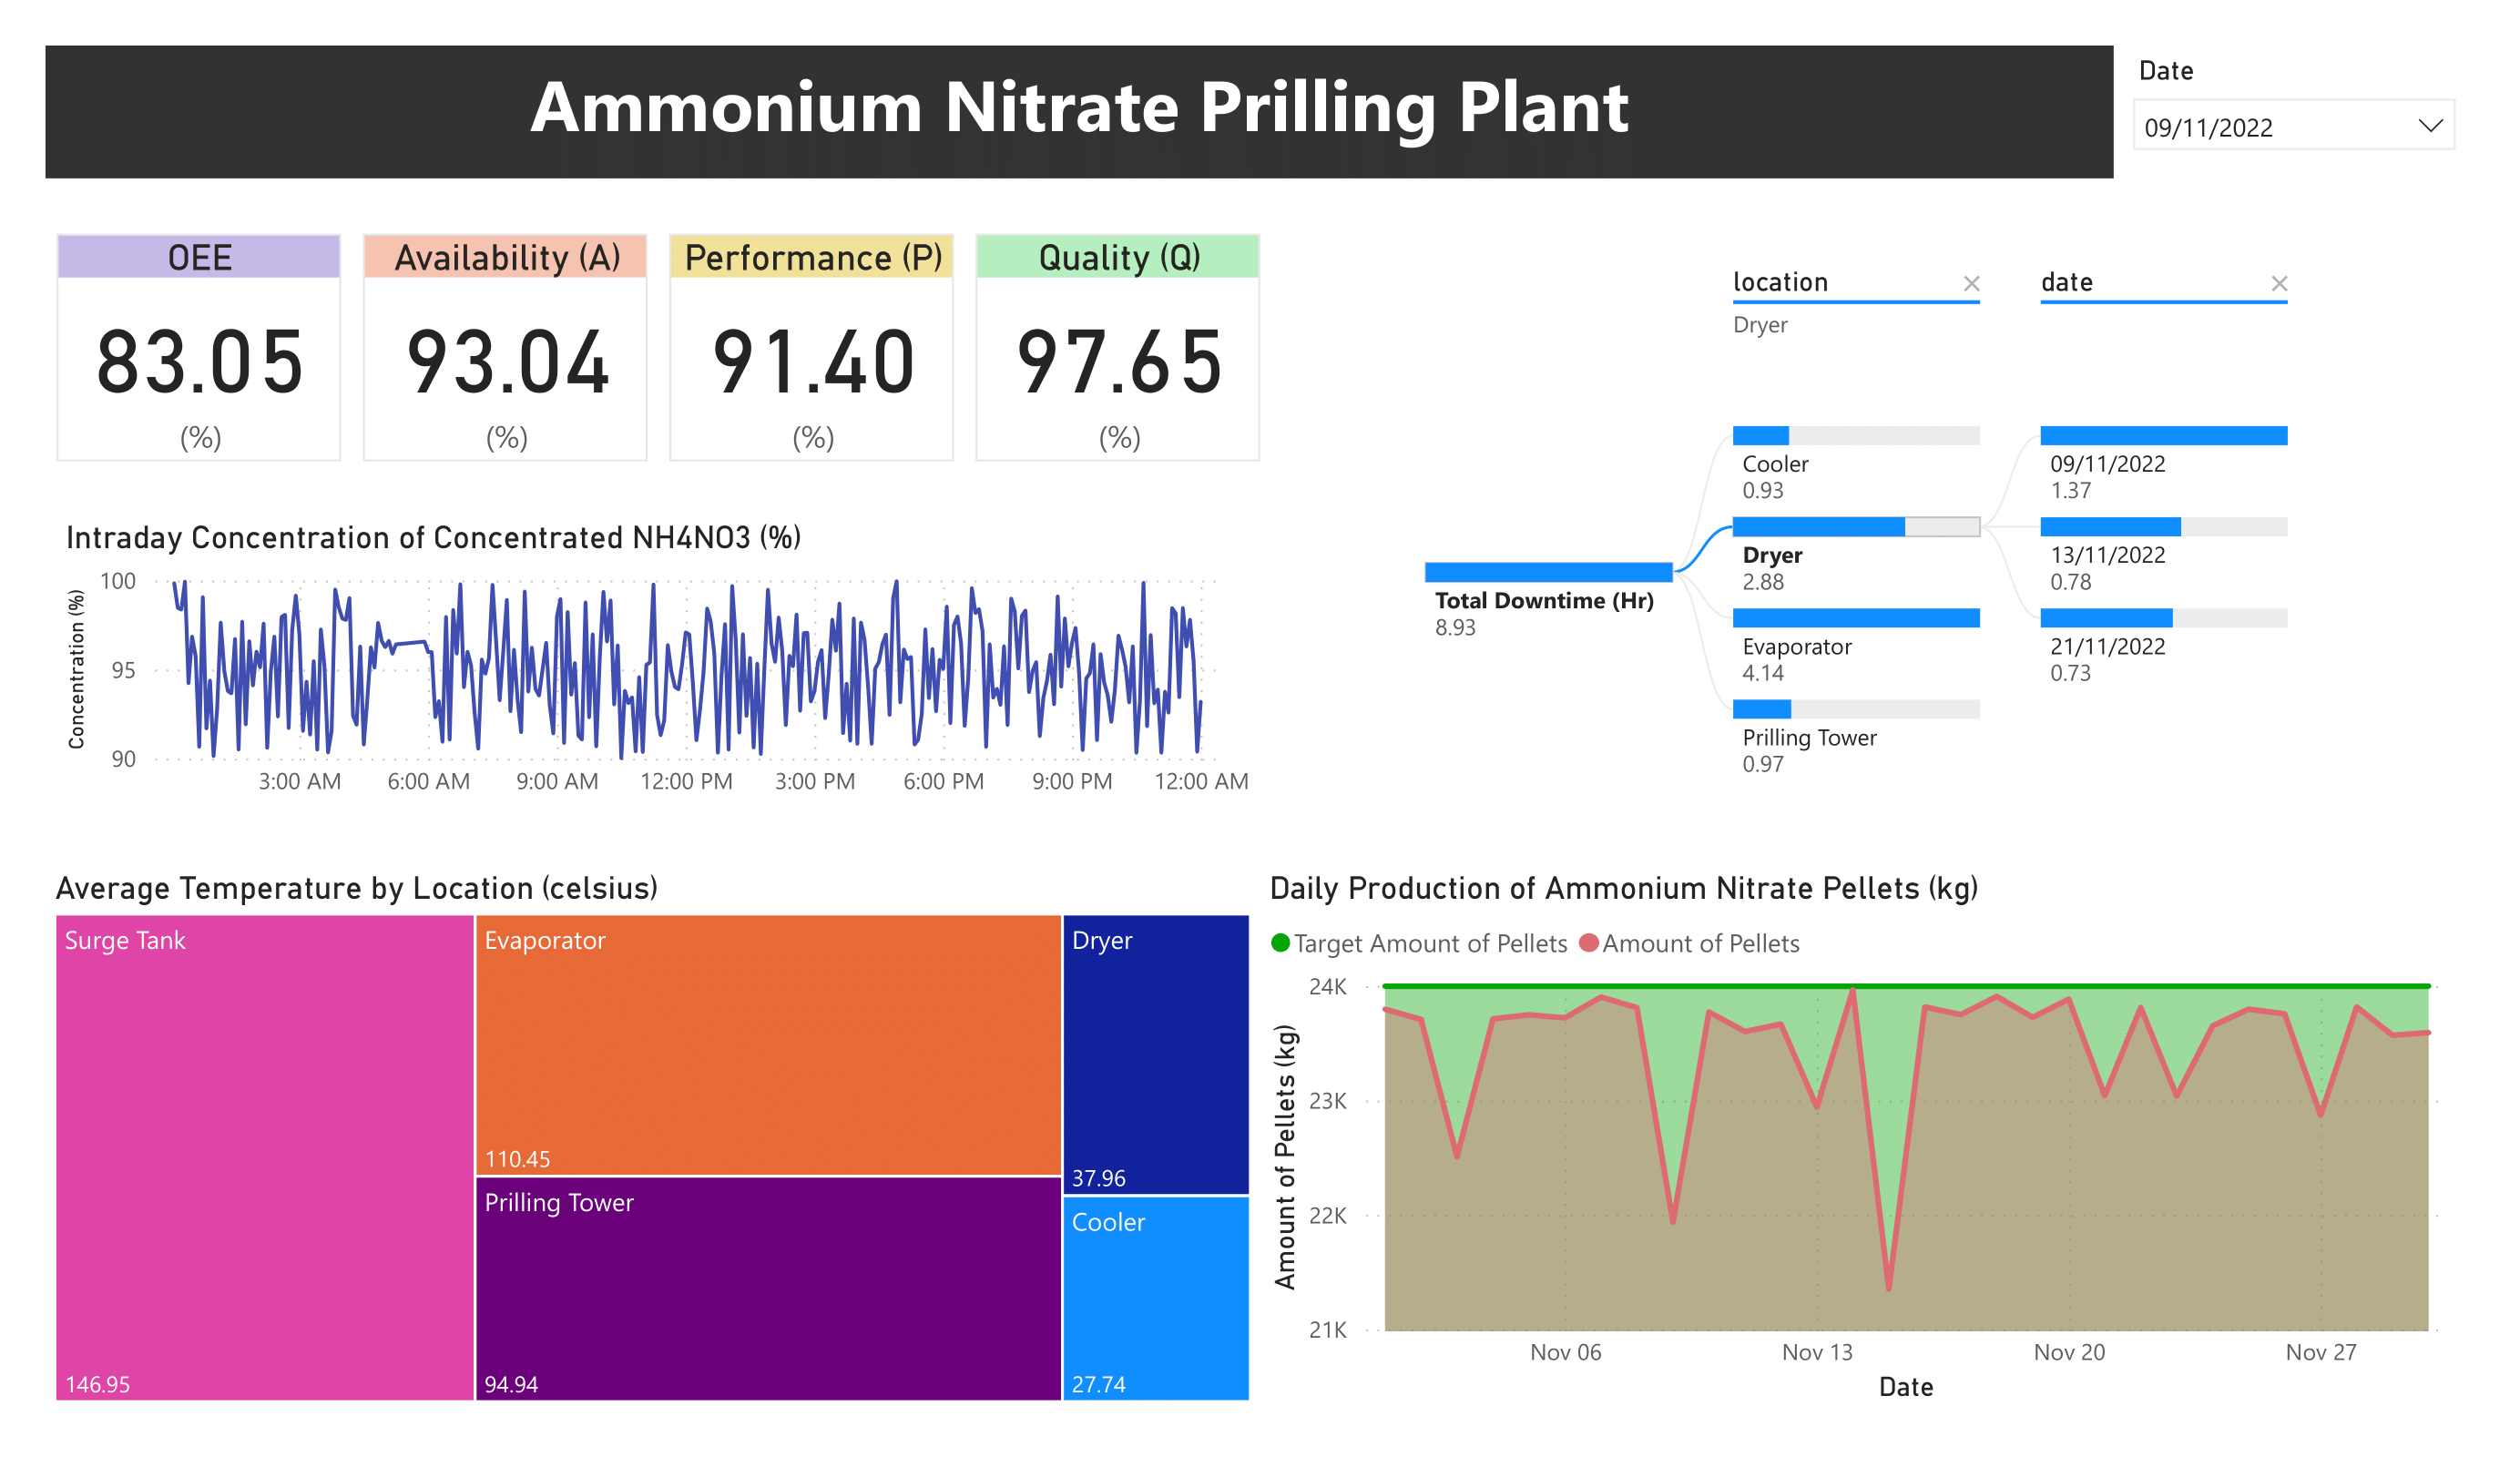 Ammonium Nitrate Prilling Plant
Date
09/11/2022
OEE
83.05
(%)
Availability (A)
93.04
(%)
Performance (P)
91.40
(%)
Quality (Q)
97.65
(%)
location
Dryer
date
Total Downtime (Hr)
8.93
Cooler
0.93
Dryer
2.88
Evaporator
4.14
Prilling Tower
0.97
09/11/2022
1.37
13/11/2022
0.78
21/11/2022
0.73
Intraday Concentration of Concentrated NH4NO3 (%)
Concentration (%)
100
95
90
3:00 AM 6:00 AM 9:00 AM 12:00 PM 3:00 PM 6:00 PM 9:00 PM 12:00 AM
Average Temperature by Location (celsius)
Surge Tank
146.95
Evaporator
110.45
Prilling Tower
94.94
Dryer
37.96
Cooler
27.74
Daily Production of Ammonium Nitrate Pellets (kg)
Target Amount of Pellets Amount of Pellets
Amount of Pellets (kg)
24K
23K
22K
21K
Nov 06 Nov 13 Nov 20 Nov 27
Date